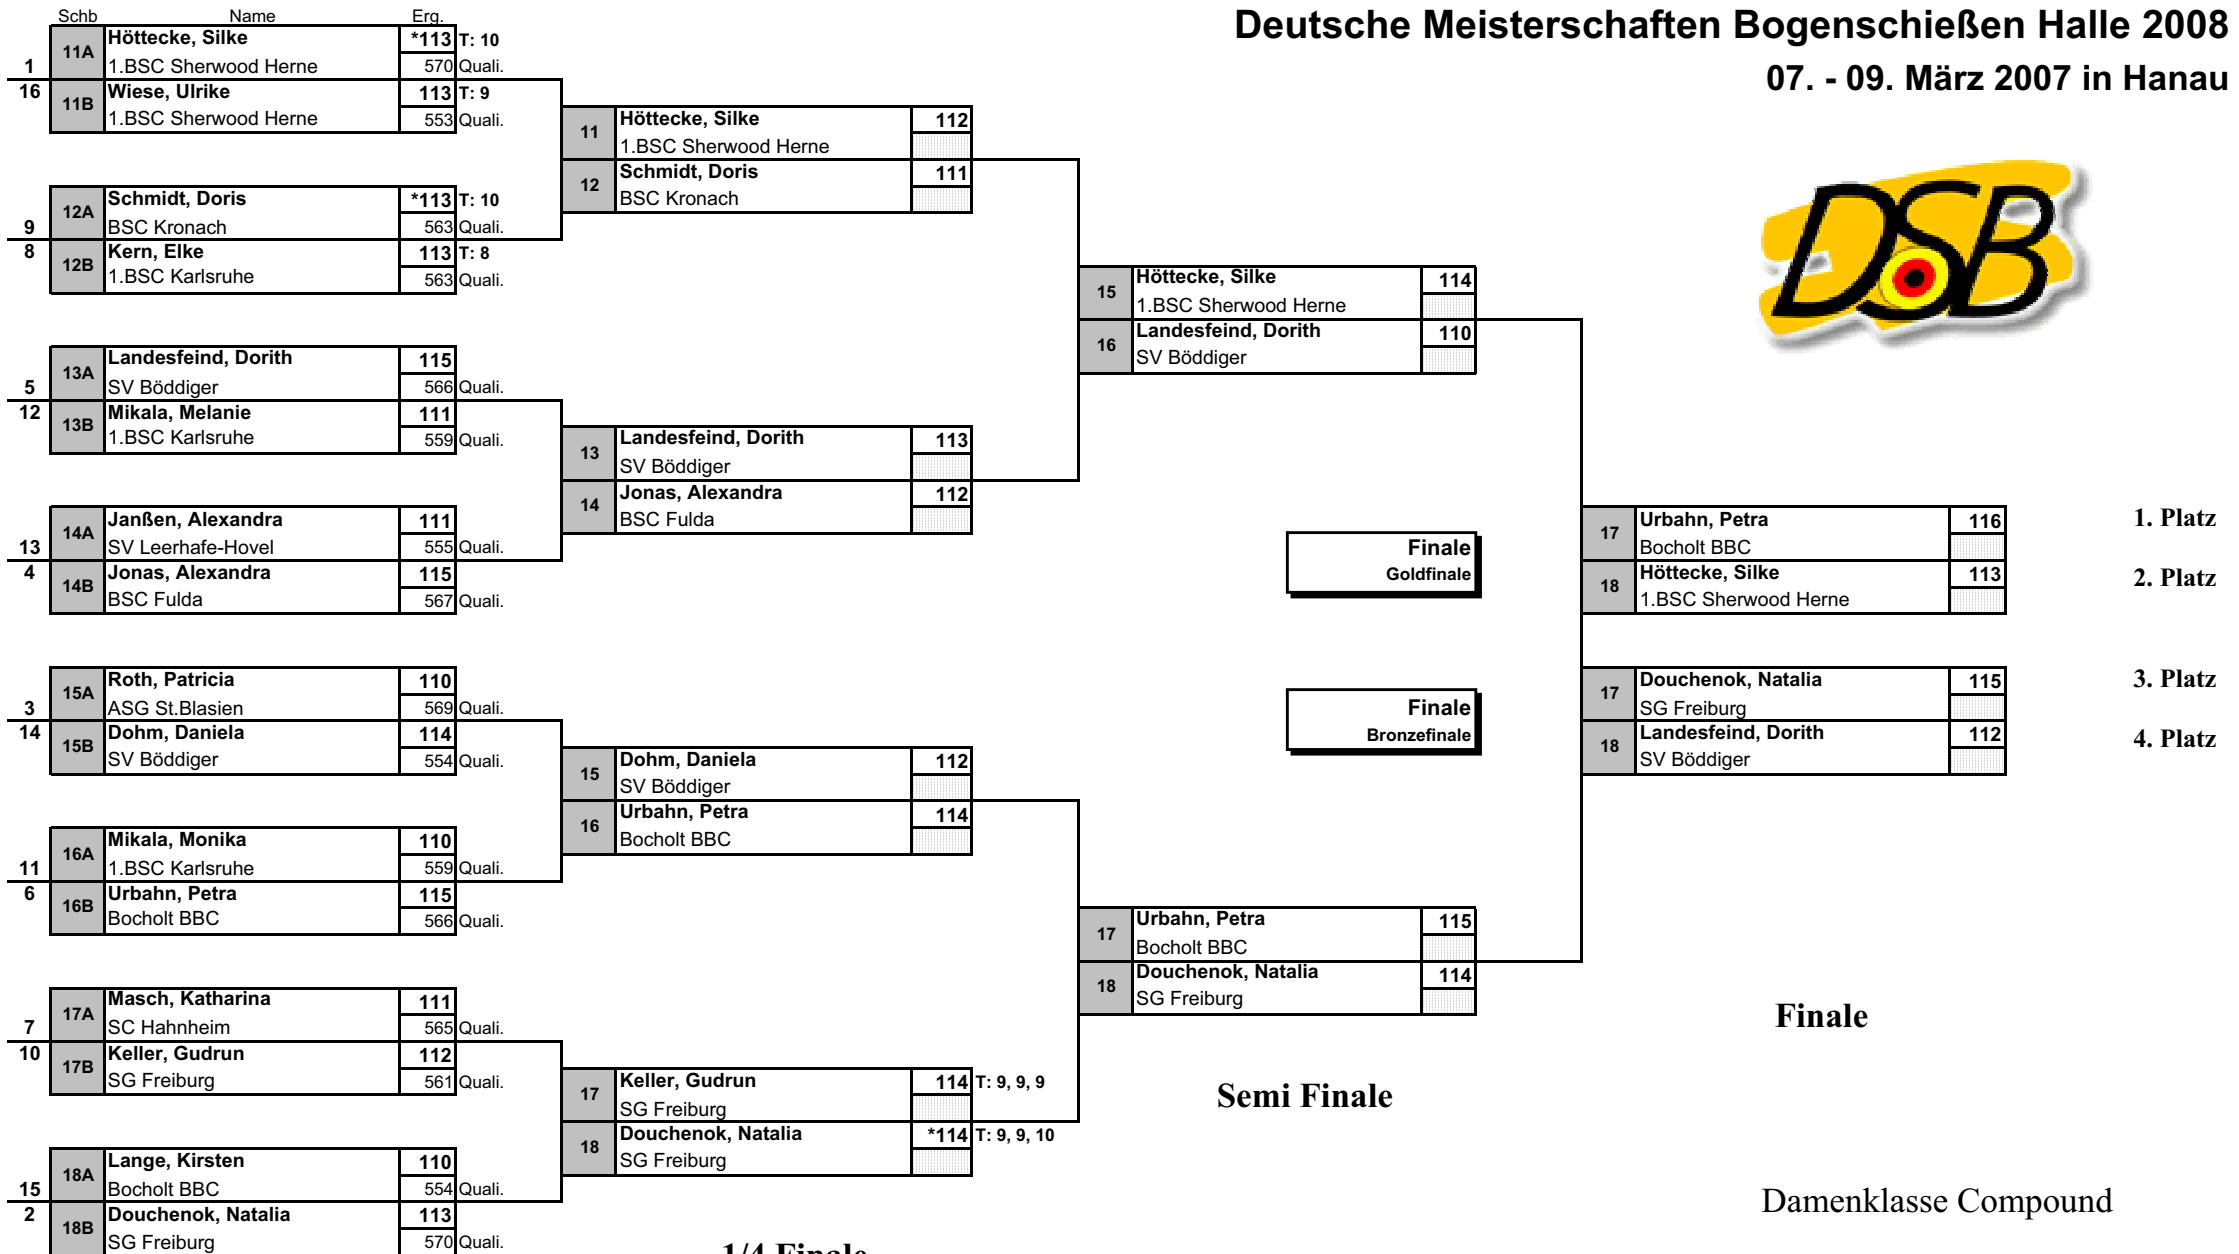 Schb Name Erg.
Deutsche Meisterschaften Bogenschießen Halle 2008
07. - 09. März 2007 in Hanau
DSB
11A Höttecke, Silke *113 T: 10
1 1.BSC Sherwood Herne 570 Quali.
16 11B Wiese, Ulrike 113 T: 9
1.BSC Sherwood Herne 553 Quali.
12A Schmidt, Doris *113 T: 10
9 BSC Kronach 563 Quali.
8 12B Kern, Elke 113 T: 8
1.BSC Karlsruhe 563 Quali.
13A Landesfeind, Dorith 115
5 SV Böddiger 566 Quali.
12 13B Mikala, Melanie 111
1.BSC Karlsruhe 559 Quali.
14A Janßen, Alexandra 111
13 SV Leerhafe-Hovel 555 Quali.
4 14B Jonas, Alexandra 115
BSC Fulda 567 Quali.
15A Roth, Patricia 110
3 ASG St.Blasien 569 Quali.
14 15B Dohm, Daniela 114
SV Böddiger 554 Quali.
16A Mikala, Monika 110
11 1.BSC Karlsruhe 559 Quali.
6 16B Urbahn, Petra 115
Bocholt BBC 566 Quali.
17A Masch, Katharina 111
7 SC Hahnheim 565 Quali.
10 17B Keller, Gudrun 112
SG Freiburg 561 Quali.
18A Lange, Kirsten 110
15 Bocholt BBC 554 Quali.
2 18B Douchenok, Natalia 113
SG Freiburg 570 Quali.
11 Höttecke, Silke 112
1.BSC Sherwood Herne
12 Schmidt, Doris 111
BSC Kronach
13 Landesfeind, Dorith 113
SV Böddiger
14 Jonas, Alexandra 112
BSC Fulda
15 Dohm, Daniela 112
SV Böddiger
16 Urbahn, Petra 114
Bocholt BBC
17 Keller, Gudrun 114 T: 9, 9, 9
SG Freiburg
18 Douchenok, Natalia *114 T: 9, 9, 10
SG Freiburg
1/4 Finale
15 Höttecke, Silke 114
1.BSC Sherwood Herne
16 Landesfeind, Dorith 110
SV Böddiger
17 Urbahn, Petra 115
Bocholt BBC
18 Douchenok, Natalia 114
SG Freiburg
Semi Finale
Finale
Goldfinale
17 Urbahn, Petra 116 1. Platz
Bocholt BBC
18 Höttecke, Silke 113 2. Platz
1.BSC Sherwood Herne
Finale
Bronzefinale
17 Douchenok, Natalia 115 3. Platz
SG Freiburg
18 Landesfeind, Dorith 112 4. Platz
SV Böddiger
Finale
Damenklasse Compound